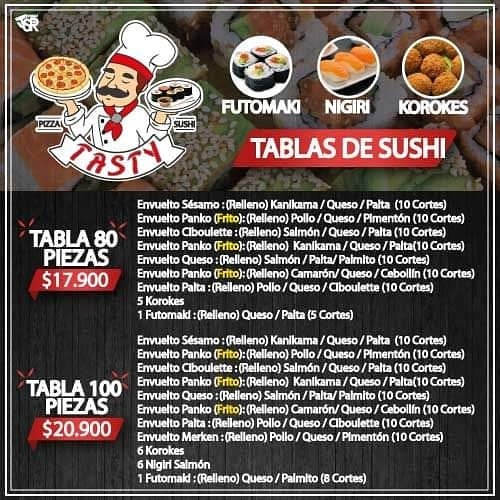 PIZZA
SUSHI
TASTY
FUTOMAKI
NIGIRI
KOROKES
TABLAS DE SUSHI
TABLA 80
PIEZAS
$17.900
Envuelto Sésamo : (Relleno) Kanikama / Queso / Palta (10 Cortes)
Envuelto Panko (Frito): (Relleno) Pollo / Queso / Pimentón (10 Cortes)
Envuelto Ciboulette : (Relleno) Salmón / Queso / Palta (10 Cortes)
Envuelto Panko (Frito): (Relleno) Kanikama / Queso / Palta(10 Cortes)
Envuelto Queso : (Relleno) Salmón / Palta/ Palmito (10 Cortes)
Envuelto Panko (Frito): (Relleno) Camarón/ Queso / Cebollín (10 Cortes)
Envuelto Palta : (Relleno) Pollo / Queso / Ciboulette (10 Cortes)
5 Korokes
1 Futomaki : (Relleno) Queso / Palta (5 Cortes)
TABLA 100
PIEZAS
$20.900
Envuelto Sésamo : (Relleno) Kanikama / Queso / Palta (10 Cortes)
Envuelto Panko (Frito): (Relleno) Pollo / Queso / Pimentón (10 Cortes)
Envuelto Ciboulette : (Relleno) Salmón / Queso / Palta (10 Cortes)
Envuelto Panko (Frito): (Relleno) Kanikama / Queso / Palta(10 Cortes)
Envuelto Queso : (Relleno) Salmón / Palta/ Palmito (10 Cortes)
Envuelto Panko (Frito): (Relleno) Camarón/ Queso / Cebollín (10 Cortes)
Envuelto Palta : (Relleno) Pollo / Queso / Ciboulette (10 Cortes)
Envuelto Merken : (Relleno) Pollo / Queso / Pimentón (10 Cortes)
6 Korokes
6 Nigiri Salmón
1 Futomaki : (Relleno) Queso / Palmito (8 Cortes)